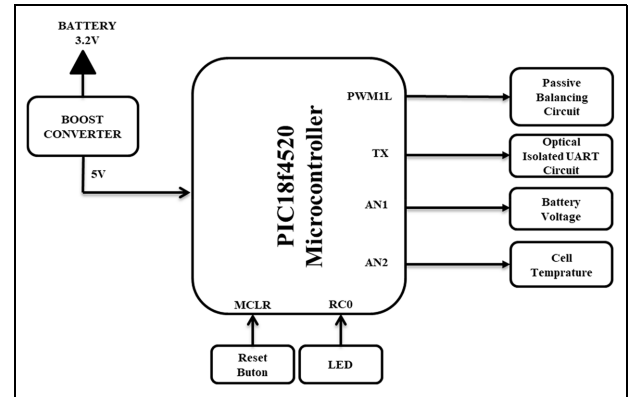 BATTERY
3.2V
BOOST
CONVERTER
5V
PIC18f4520
Microcontroller
PWM1L
TX
AN1
AN2
MCLR
RC0
Passive
Balancing
Circuit
Optical
Isolated UART
Circuit
Battery
Voltage
Cell
Temprature
Reset
Buton
LED